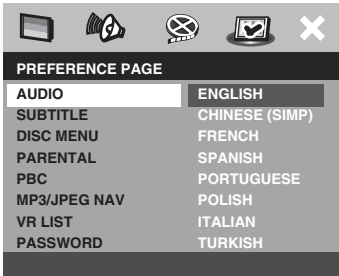 PREFERENCE PAGE
AUDIO ENGLISH
SUBTITLE CHINESE (SIMP)
DISC MENU FRENCH
PARENTAL SPANISH
PBC PORTUGUESE
MP3/JPEG NAV POLISH
VR LIST ITALIAN
PASSWORD TURKISH